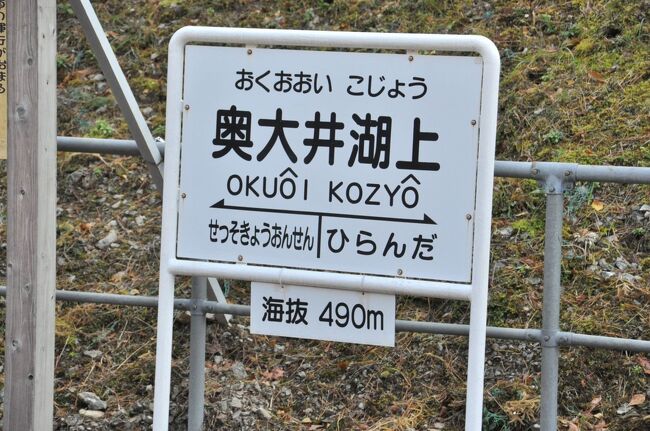 おくおおい こじょう
奥大井湖上
OKUÔI KOZYÔ
せっそきょうおんせん ひらんだ
海抜 490m